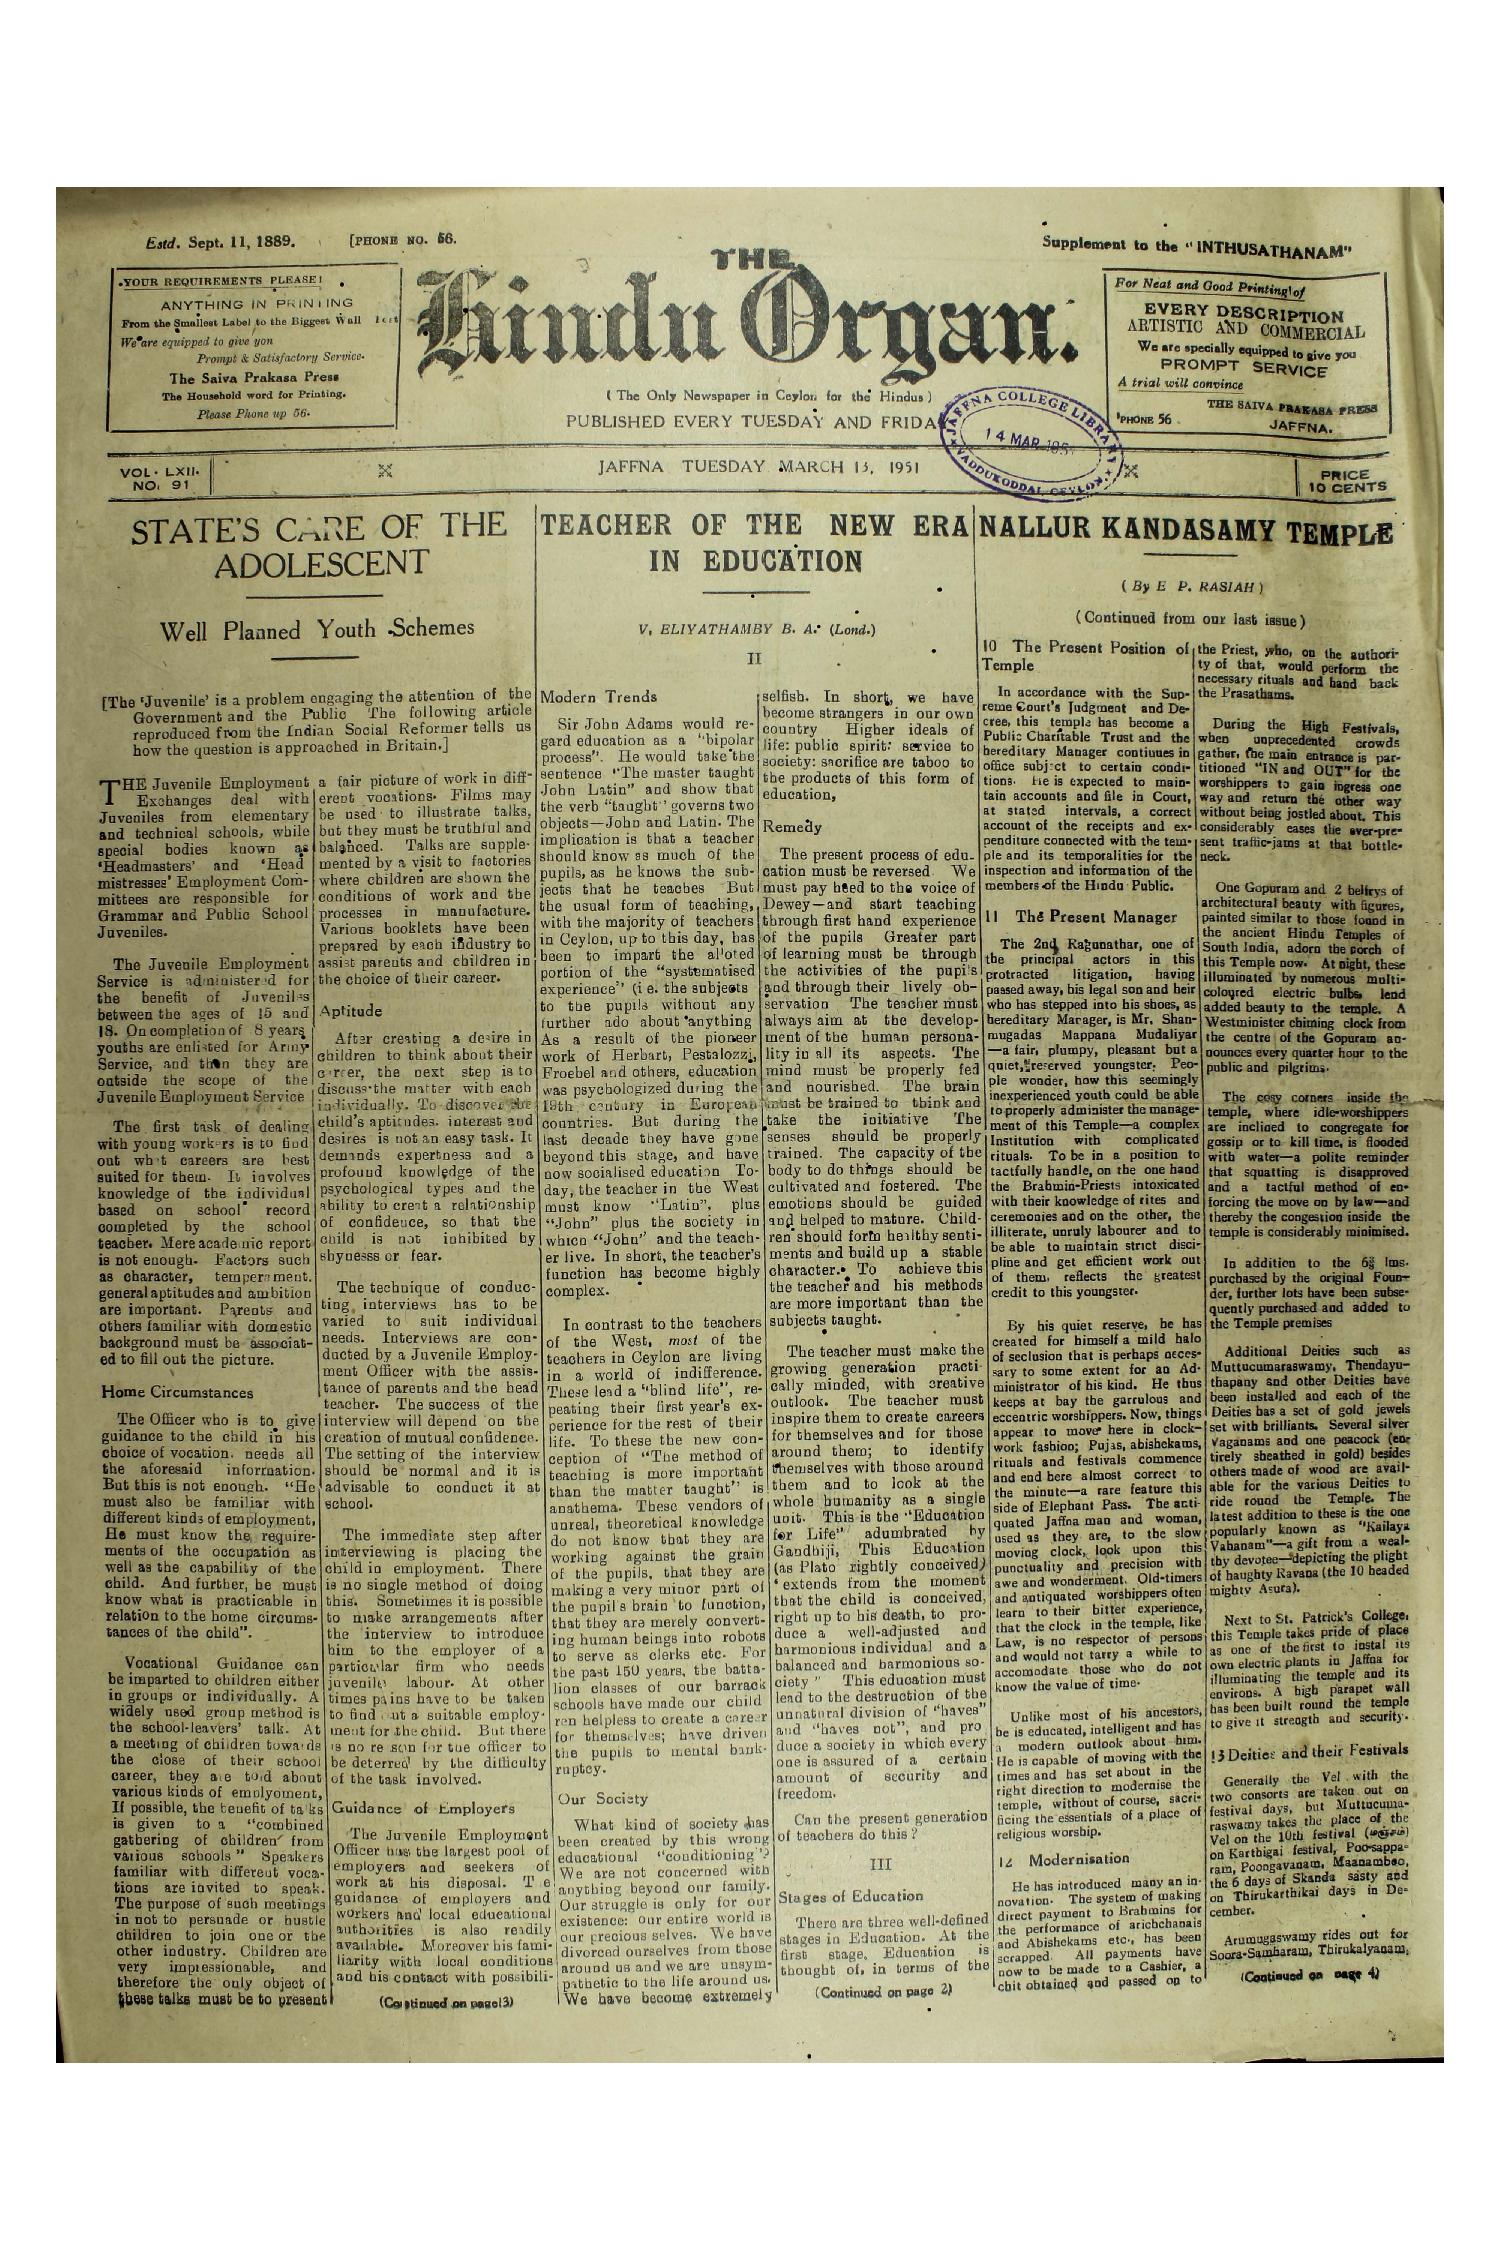 Estd. Sept. 11, 1889.
[PHONE NO. 56.
Supplement to the "INTHUSATHANAM"
YOUR REQUIREMENTS PLEASE!
ANYTHING IN PRINTING
From the Smallest Label to the Biggest Wall
We are equipped to give you
Prompt & Satisfactory Service.
The Saiva Prakasa Press
The Household word for Printing.
Please Phone up 56.
THE
Hindu Organ.
(The Only Newspaper in Ceylon for the Hindus)
PUBLISHED EVERY TUESDAY AND FRIDA
For Neat and Good Printing of
EVERY DESCRIPTION
ARTISTIC AND COMMERCIAL
We are specially equipped to give you
PROMPT SERVICE
A trial will convince
THE SAIVA PRAKASA PRESS
'PHONE 56
JAFFNA.
JAFFNA COLLEGE LIBRARY
14 MAR 195
VADDUKODDAI, CEYLON.
VOL. LXII.
NO. 91
JAFFNA TUESDAY MARCH 13, 1951
PRICE
10 CENTS
STATE'S CARE OF THE
ADOLESCENT
Well Planned Youth Schemes
[The 'Juvenile' is a problem engaging the attention of the
Government and the Public The following article
reproduced from the Indian Social Reformer tells us
how the question is approached in Britain.]
THE Juvenile Employment
Exchanges deal with
Juveniles from elementary
and technical schools, while
special bodies known as
'Headmasters' and 'Head
mistresses' Employment Com-
mittees are responsible for
Grammar and Public School
Juveniles.
The Juvenile Employment
Service is administered for
the benefit of Juveniles
between the ages of 15 and
18. On completion of 8 years
youths are enlisted for Army
Service, and then they are
outside the scope of the
Juvenile Employment Service
The first task of dealing
with young workers is to find
out what careers are best
suited for them. It involves
knowledge of the individual
based on school record
completed by the school
teacher. Mere academic report
is not enough. Factors such
as character, temperament.
general aptitudes and ambition
are important. Parents and
others familiar with domestic
background must be associat-
ed to fill out the picture.
Home Circumstances
The Officer who is to give
guidance to the child in his
choice of vocation. needs all
the aforesaid information.
But this is not enough. "He
must also be familiar with
different kinds of employment,
He must know the require-
ments of the occupation as
well as the capability of the
child. And further, he must
know what is practicable in
relation to the home circums-
tances of the child".
Vocational Guidance can
be imparted to children either
in groups or individually. A
widely used group method is
the school-leavers' talk. At
a meeting of children towards
the close of their school
career, they are told about
various kinds of emoloyment,
If possible, the benefit of talks
is given to a "combined
gathering of children from
various schools" Speakers
familiar with different voca-
tions are invited to speak.
The purpose of such meetings
in not to persuade or hustle
children to join one or the
other industry. Children are
very impressionable, and
therefore the only object of
these talks must be to present
a fair picture of work in diff-
erent vocations. Films may
be used to illustrate talks,
but they must be truthful and
balanced. Talks are supple-
mented by a visit to factories
where children are shown the
conditions of work and the
processes in manufacture.
Various booklets have been
prepared by each industry to
assist parents and children in
the choice of their career.
Aptitude
After creating a desire in
children to think about their
career, the next step is to
discuss the matter with each
individually. To discover the
child's aptitudes. interest and
desires is not an easy task. It
demands expertness and a
profound knowledge of the
psychological types and the
ability to creat a relationship
of confidence, so that the
child is not inhibited by
shynesss or fear.
The technique of conduc-
ting interviews has to be
varied to suit individual
needs. Interviews are con-
ducted by a Juvenile Employ-
ment Officer with the assis-
tance of parents and the head
teacher. The success of the
interview will depend on the
creation of mutual confidence.
The setting of the interview
should be normal and it is
advisable to conduct it at
school.
The immediate step after
interviewing is placing the
child in employment. There
is no single method of doing
this. Sometimes it is possible
to make arrangements after
the interview to introduce
him to the employer of a
particular firm who needs
juvenile labour. At other
times pains have to be taken
to find out a suitable employ-
ment for the child. But there
is no reason for the officer to
be deterred by the difficulty
of the task involved.
Guidance of Employers
The Juvenile Employment
Officer has the largest pool of
employers and seekers of
work at his disposal. The
guidance of employers and
workers and local educational
authorities is also readily
available. Moreover his fami-
liarity with local conditions
and his contact with possibili-
(Continued on page 3)
TEACHER OF THE NEW ERA
IN EDUCATION
V. ELIYATHAMBY B. A. (Lond.)
II
Modern Trends
Sir John Adams would re-
gard education as a "bipolar
process". He would take the
sentence "The master taught
John Latin" and show that
the verb "taught" governs two
objects—John and Latin. The
implication is that a teacher
should know as much of the
pupils, as he knows the sub-
jects that he teaches But
the usual form of teaching,
with the majority of teachers
in Ceylon, up to this day, has
been to impart the alloted
portion of the "systematised
experience" (i e. the subjects
to the pupils without any
further ado about anything
As a result of the pioneer
work of Herbart, Pestalozzi,
Froebel and others, education
was psychologized during the
19th century in European
countries. But during the
last decade they have gone
beyond this stage, and have
now socialised education To-
day, the teacher in the West
must know "Latin", plus
"John" plus the society in
which "John" and the teach-
er live. In short, the teacher's
function has become highly
complex.
In contrast to the teachers
of the West, most of the
teachers in Ceylon are living
in a world of indifference.
These lead a "blind life", re-
peating their first year's ex-
perience for the rest of their
life. To these the new con-
ception of "The method of
teaching is more important
than the matter taught" is
anathema. These vendors of
unreal, theoretical knowledge
do not know that they are
working against the grain
of the pupils, that they are
making a very minor part of
the pupil's brain to function,
that they are merely convert-
ing human beings into robots
to serve as clerks etc. For
the past 150 years, the batta-
lion classes of our barrack
schools have made our child
ren helpless to create a career
for themselves; have driven
the pupils to mental bank-
ruptcy.
Our Society
What kind of society has
been created by this wrong
educational "conditioning"?
We are not concerned with
anything beyond our family.
Our struggle is only for our
existence: our entire world is
our precious selves. We have
divorced ourselves from those
around us and we are unsym-
pathetic to the life around us.
We have become extremely
selfish. In short, we have
become strangers in our own
country Higher ideals of
life: public spirit: service to
society: sacrifice are taboo to
the products of this form of
education,
Remedy
The present process of edu-
cation must be reversed We
must pay heed to the voice of
Dewey—and start teaching
through first hand experience
of the pupils Greater part
of learning must be through
the activities of the pupils
and through their lively ob-
servation The teacher must
always aim at the develop-
ment of the human persona-
lity in all its aspects. The
mind must be properly fed
and nourished. The brain
must be trained to think and
take the initiative The
senses should be properly
trained. The capacity of the
body to do things should be
cultivated and fostered. The
emotions should be guided
and helped to mature. Child-
ren should form healthy senti-
ments and build up a stable
character. To achieve this
the teacher and his methods
are more important than the
subjects taught.
The teacher must make the
growing generation practi-
cally minded, with creative
outlook. The teacher must
inspire them to create careers
for themselves and for those
around them; to identify
themselves with those around
them and to look at the
whole humanity as a single
unit. This is the "Education
for Life" adumbrated by
Gandhiji, This Education
(as Plato rightly conceived)
'extends from the moment
that the child is conceived,
right up to his death, to pro-
duce a well-adjusted and
harmonious individual and a
balanced and harmonious so-
ciety" This education must
lead to the destruction of the
unnatural division of "haves"
and "haves not", and pro
duce a society in which every
one is assured of a certain
amount of security and
freedom.
Can the present generation
of teachers do this?
III
Stages of Education
There are three well-defined
stages in Education. At the
first stage, Education is
thought of, in terms of the
(Continued on page 2)
NALLUR KANDASAMY TEMPLE
(By E P. RASIAH)
(Continued from our last issue)
10 The Present Position of
Temple
In accordance with the Sup-
reme Court's Judgment and De-
cree, this temple has become a
Public Charitable Trust and the
hereditary Manager continues in
office subject to certain condi-
tions. He is expected to main-
tain accounts and file in Court,
at stated intervals, a correct
account of the receipts and ex-
penditure connected with the tem-
ple and its temporalities for the
inspection and information of the
members of the Hindu Public.
11 The Present Manager
The 2nd Ragunathar, one of
the principal actors in this
protracted litigation, having
passed away, his legal son and heir
who has stepped into his shoes, as
hereditary Manager, is Mr. Shan-
mugadas Mappana Mudaliyar
—a fair, plumpy, pleasant but a
quiet, reserved youngster. Peo-
ple wonder, how this seemingly
inexperienced youth could be able
to properly administer the manage-
ment of this Temple—a complex
Institution with complicated
rituals. To be in a position to
tactfully handle, on the one hand
the Brahmin-Priests intoxicated
with their knowledge of rites and
ceremonies and on the other, the
illiterate, unruly labourer and to
be able to maintain strict disci-
pline and get efficient work out
of them, reflects the greatest
credit to this youngster.
By his quiet reserve, he has
created for himself a mild halo
of seclusion that is perhaps neces-
sary to some extent for an Ad-
ministrator of his kind. He thus
keeps at bay the garrulous and
eccentric worshippers. Now, things
appear to move here in clock-
work fashion; Pujas, abishekams,
rituals and festivals commence
and end here almost correct to
the minute—a rare feature this
side of Elephant Pass. The anti-
quated Jaffna man and woman,
used as they are, to the slow
moving clock, look upon this
punctuality and precision with
awe and wonderment. Old-timers
and antiquated worshippers often
learn to their bitter experience,
that the clock in the temple, like
Law, is no respector of persons
and would not tarry a while to
accomodate those who do not
know the value of time.
Unlike most of his ancestors,
he is educated, intelligent and has
a modern outlook about him.
He is capable of moving with the
times and has set about in the
right direction to modernise the
temple, without of course, sacri-
ficing the essentials of a place of
religious worship.
12 Modernisation
He has introduced many an in-
novation. The system of making
direct payment to Brahmins for
the performance of arichchanais
and Abishekams etc., has been
scrapped. All payments have
now to be made to a Cashier, a
chit obtained and passed on to
the Priest, who, on the authori-
ty of that, would perform the
necessary rituals and hand back
the Prasathams.
During the High Festivals,
when unprecedented crowds
gather, the main entrance is par-
titioned "IN and OUT" for the
worshippers to gain ingress one
way and return the other way
without being jostled about. This
considerably eases the ever-pre-
sent traffic-jams at that bottle-
neck.
One Gopuram and 2 belfrys of
architectural beauty with figures,
painted similar to those found in
the ancient Hindu Temples of
South India, adorn the porch of
this Temple now. At night, these
illuminated by numerous multi-
coloured electric bulbs, lend
added beauty to the temple. A
Westminister chiming clock from
the centre of the Gopuram an-
nounces every quarter hour to the
public and pilgrims.
The cosy corners inside the
temple, where idle-worshippers
are inclined to congregate for
gossip or to kill time, is flooded
with water—a polite reminder
that squatting is disapproved
and a tactful method of en-
forcing the move on by law—and
thereby the congestion inside the
temple is considerably minimised.
In addition to the lms.
purchased by the original Foun-
der, further lots have been subse-
quently purchased and added to
the Temple premises
Additional Deities such as
Muttucumaraswamy, Thendayu-
thapany and other Deities have
been installed and each of the
Deities has a set of gold jewels
set with brilliants. Several silver
Vaganams and one peacock (en-
tirely sheathed in gold) besides
others made of wood are avail-
able for the various Deities to
ride round the Temple. The
latest addition to these is the one
popularly known as "Kailaya
Vahanam"—a gift from a weal-
thy devotee—depicting the plight
of haughty Ravana (the 10 headed
mighty Asura).
Next to St. Patrick's College,
this Temple takes pride of place
as one of the first to instal its
own electric plants in Jaffna for
illuminating the temple and its
environs. A high parapet wall
has been built round the temple
to give it strength and security.
13 Deities and their Festivals
Generally the Vel with the
two consorts are taken out on
festival days, but Muttucuma-
raswamy takes the place of the
Vel on the 10th festival
on Karthigai festival, Poosappa-
ram, Poongavanam, Maanamboo,
the 6 days of Skanda sasty and
on Thirukarthikai days in De-
cember.
Arumuggaswamy rides out for
Soora-Sambaram, Thirukalyanam,
(Continued on page 4)